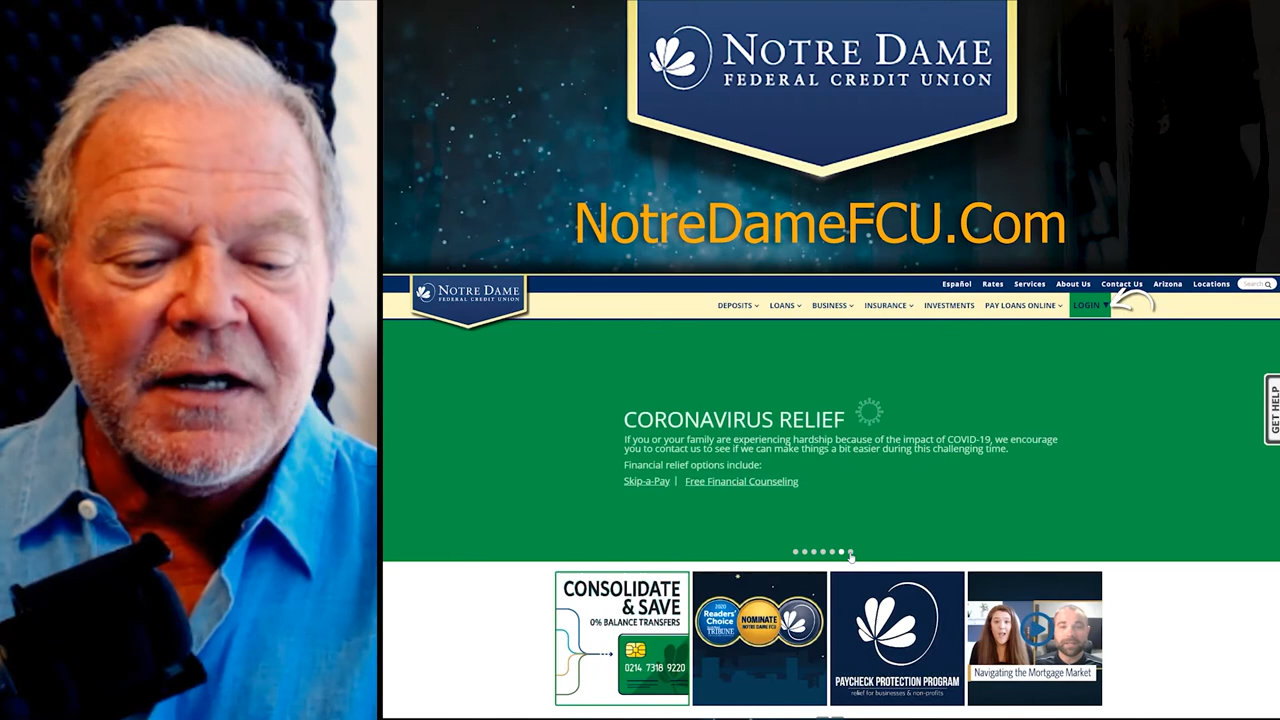 NOTRE DAME
FEDERAL CREDIT UNION
NotreDameFCU.Com
Español Rates Services About Us Contact Us Arizona Locations Search
NOTRE DAME
FEDERAL CREDIT UNION
DEPOSITS LOANS BUSINESS INSURANCE INVESTMENTS PAY LOANS ONLINE LOGIN
GET HELP
CORONAVIRUS RELIEF
If you or your family are experiencing hardship because of the impact of COVID-19, we encourage
you to contact us to see if we can make things a bit easier during this challenging time.
Financial relief options include:
Skip-a-Pay | Free Financial Counseling
CONSOLIDATE
& SAVE
0% BALANCE TRANSFERS
0214 7318 9220
2020
Readers'
Choice
TRIBUNE
NOMINATE
NOTRE DAME FCU
PAYCHECK PROTECTION PROGRAM
relief for businesses & non-profits
Navigating the Mortgage Market